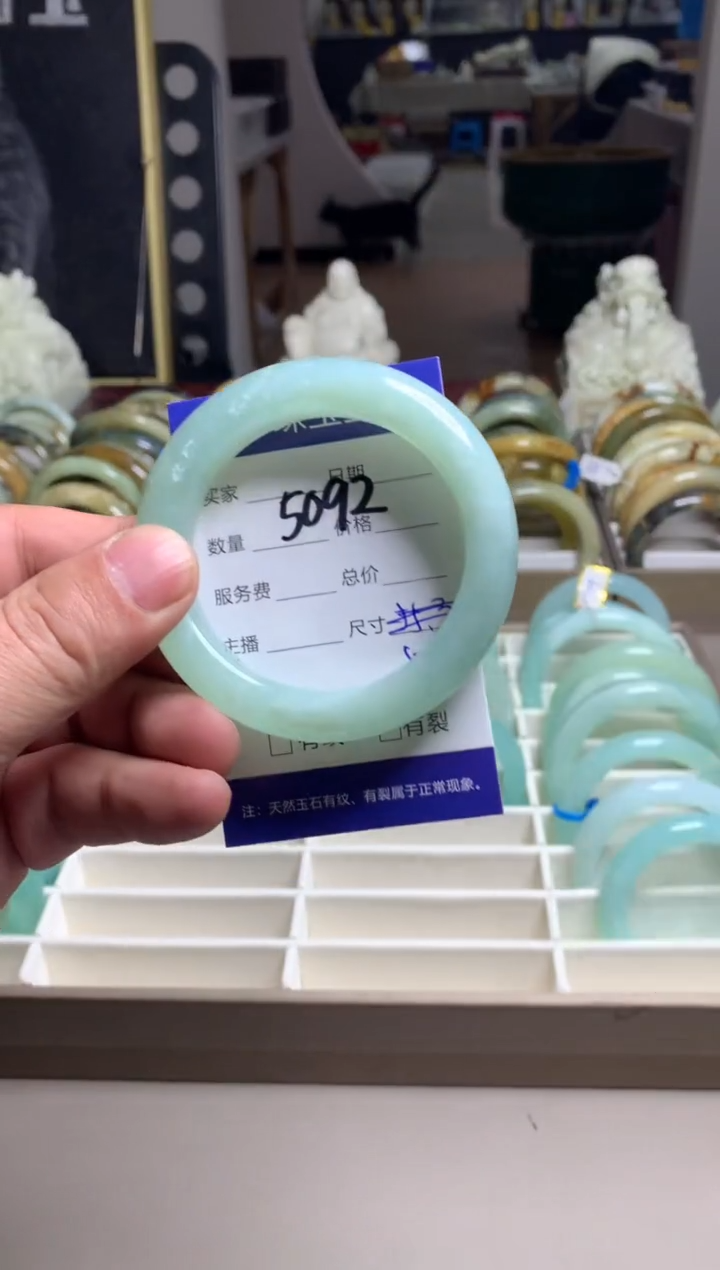 买家 日期
5092
数量 价格
服务费 总价
主播 尺寸
有裂
注：天然玉石有纹、有裂属于正常现象。